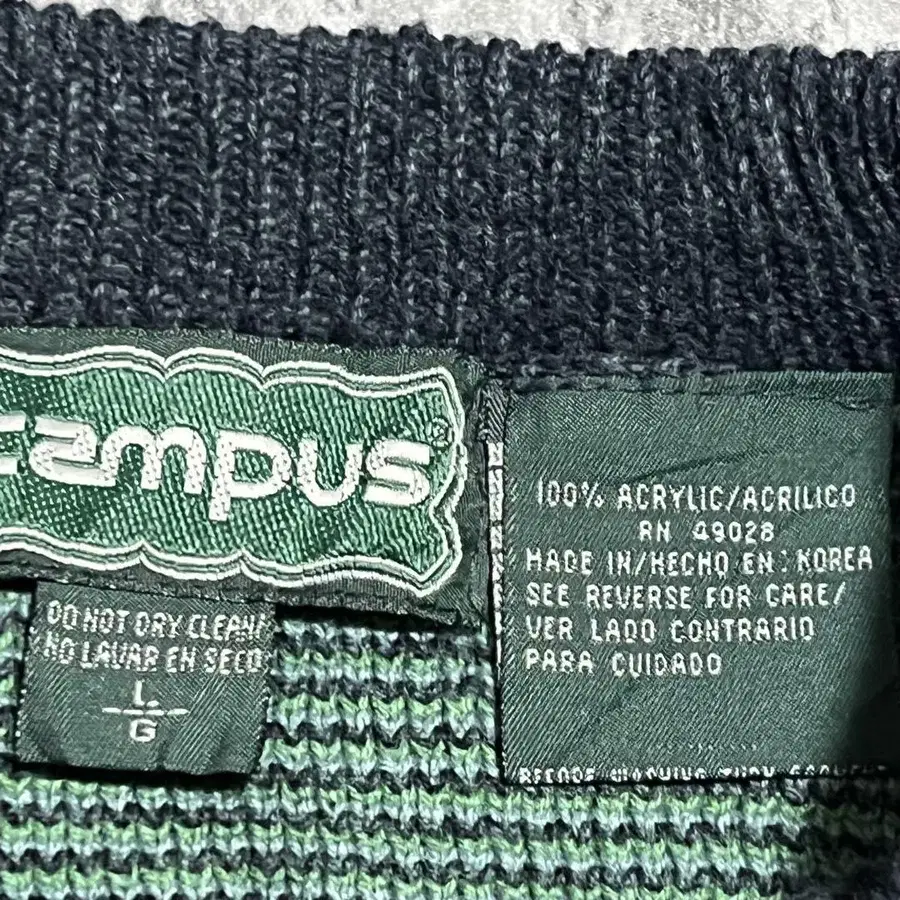 campus
DO NOT DRY CLEAN
NO LAVAR EN SECO
L
G
100% ACRYLIC/ACRILICO
RN 49028
MADE IN/HECHO EN: KOREA
SEE REVERSE FOR CARE/
VER LADO CONTRARIO
PARA CUIDADO